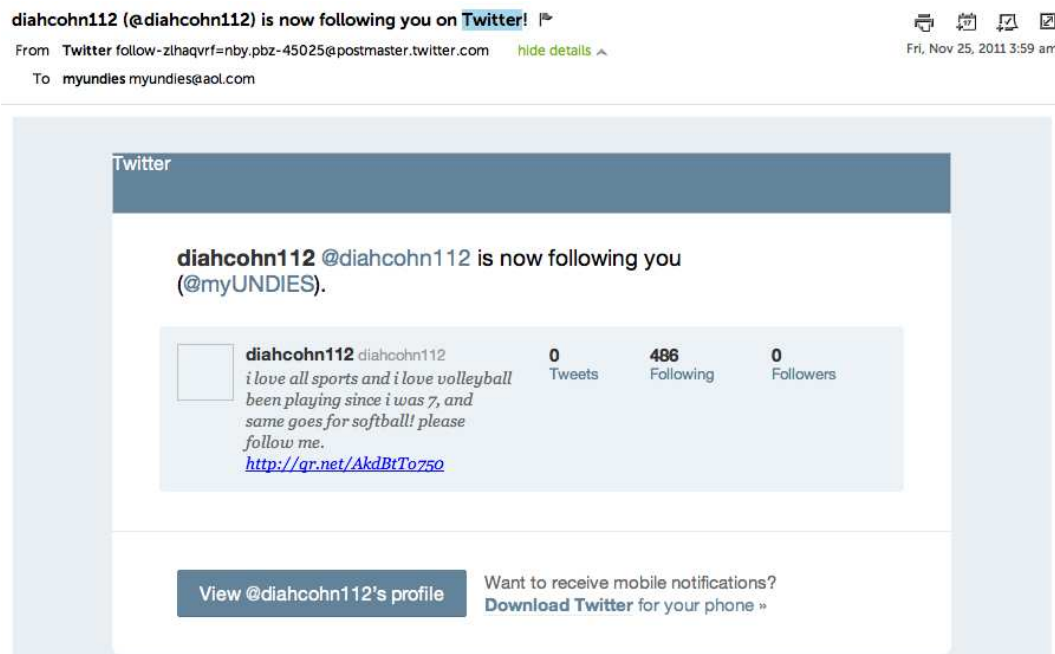 diahcohn112 (@diahcohn112) is now following you on Twitter!
From Twitter follow-zlhaqvrf=nby.pbz-45025@postmaster.twitter.com hide details
Fri, Nov 25, 2011 3:59 am
To myundies myundies@aol.com
Twitter
diahcohn112 @diahcohn112 is now following you
(@myUNDIES).
diahcohn112 diahcohn112
i love all sports and i love volleyball
been playing since i was 7, and
same goes for softball! please
follow me.
http://qr.net/AkdBtTo750
0 486 0
Tweets Following Followers
View @diahcohn112's profile
Want to receive mobile notifications?
Download Twitter for your phone »